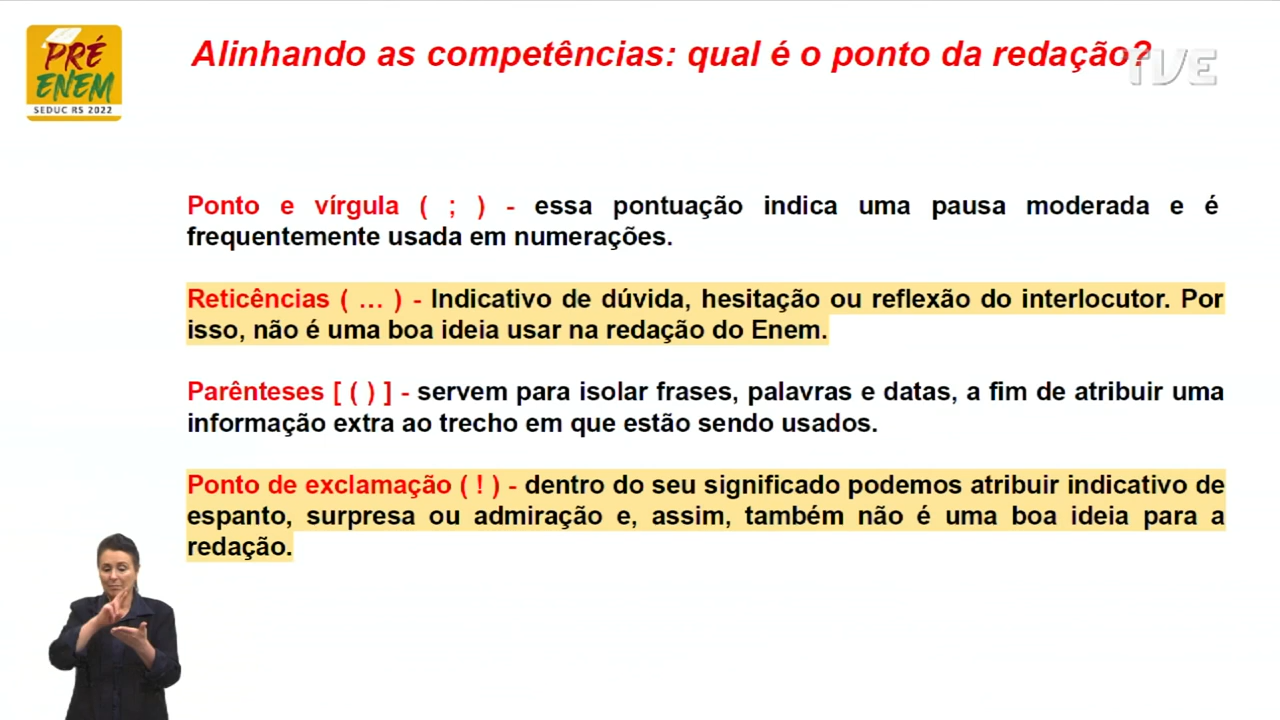 PRÉ
ENEM
SEDUC RS 2022
Alinhando as competências: qual é o ponto da redação?
TVE
Ponto e vírgula ( ; ) - essa pontuação indica uma pausa moderada e é
frequentemente usada em numerações.
Reticências ( ... ) - Indicativo de dúvida, hesitação ou reflexão do interlocutor. Por
isso, não é uma boa ideia usar na redação do Enem.
Parênteses [ ( ) ] - servem para isolar frases, palavras e datas, a fim de atribuir uma
informação extra ao trecho em que estão sendo usados.
Ponto de exclamação ( ! ) - dentro do seu significado podemos atribuir indicativo de
espanto, surpresa ou admiração e, assim, também não é uma boa ideia para a
redação.